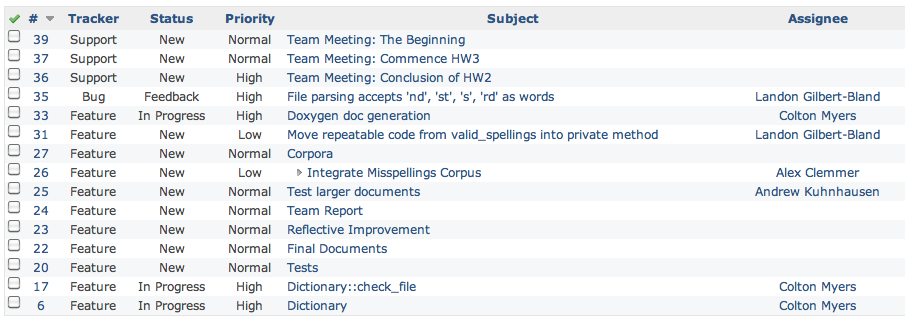 # Tracker Status Priority Subject Assignee
39 Support New Normal Team Meeting: The Beginning
37 Support New Normal Team Meeting: Commence HW3
36 Support New High Team Meeting: Conclusion of HW2
35 Bug Feedback High File parsing accepts 'nd', 'st', 's', 'rd' as words Landon Gilbert-Bland
33 Feature In Progress High Doxygen doc generation Colton Myers
31 Feature New Low Move repeatable code from valid_spellings into private method Landon Gilbert-Bland
27 Feature New Normal Corpora
26 Feature New Low Integrate Misspellings Corpus Alex Clemmer
25 Feature New Normal Test larger documents Andrew Kuhnhausen
24 Feature New Normal Team Report
23 Feature New Normal Reflective Improvement
22 Feature New Normal Final Documents
20 Feature New Normal Tests
17 Feature In Progress High Dictionary::check_file Colton Myers
6 Feature In Progress High Dictionary Colton Myers